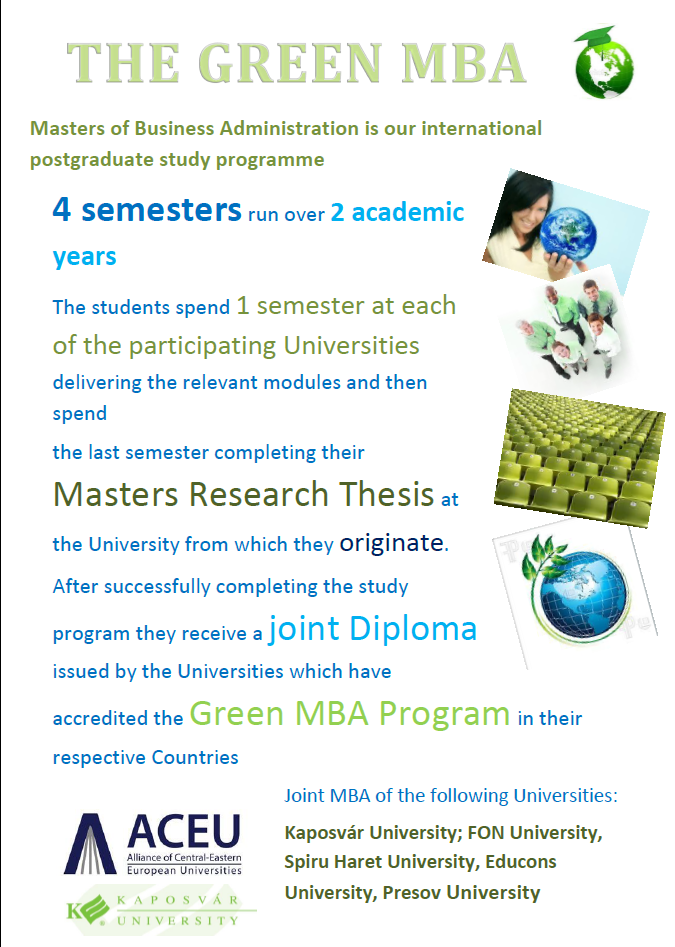 THE GREEN MBA
Masters of Business Administration is our international
postgraduate study programme
4 semesters run over 2 academic
years
The students spend 1 semester at each
of the participating Universities
delivering the relevant modules and then
spend
the last semester completing their
Masters Research Thesis at
the University from which they originate.
After successfully completing the study
program they receive a joint Diploma
issued by the Universities which have
accredited the Green MBA Program in their
respective Countries
Joint MBA of the following Universities:
Kaposvár University; FON University,
Spiru Haret University, Educons
University, Presov University
ACEU
Alliance of Central-Eastern
European Universities
KE
KAPOSVÁR
UNIVERSITY